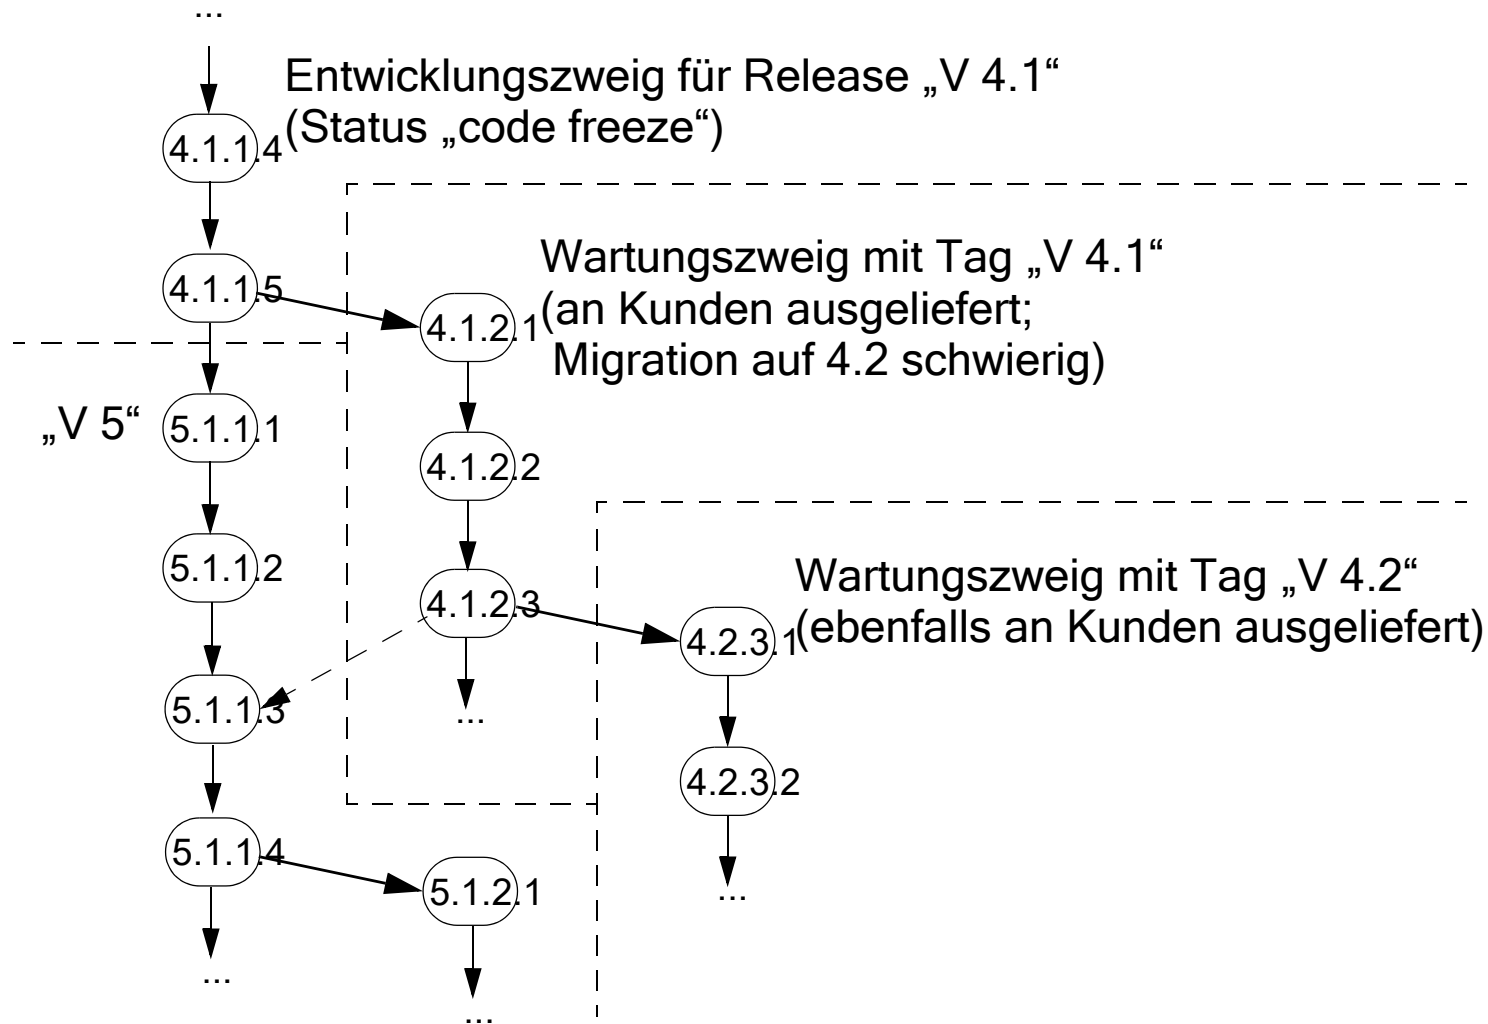 ...
Entwicklungszweig für Release „V 4.1“
(Status „code freeze“)
4.1.1.4
4.1.1.5
Wartungszweig mit Tag „V 4.1“
(an Kunden ausgeliefert;
Migration auf 4.2 schwierig)
4.1.2.1
„V 5“
5.1.1.1
4.1.2.2
5.1.1.2
4.1.2.3
Wartungszweig mit Tag „V 4.2“
(ebenfalls an Kunden ausgeliefert)
4.2.3.1
5.1.1.3
...
4.2.3.2
5.1.1.4
5.1.2.1
...
...
...